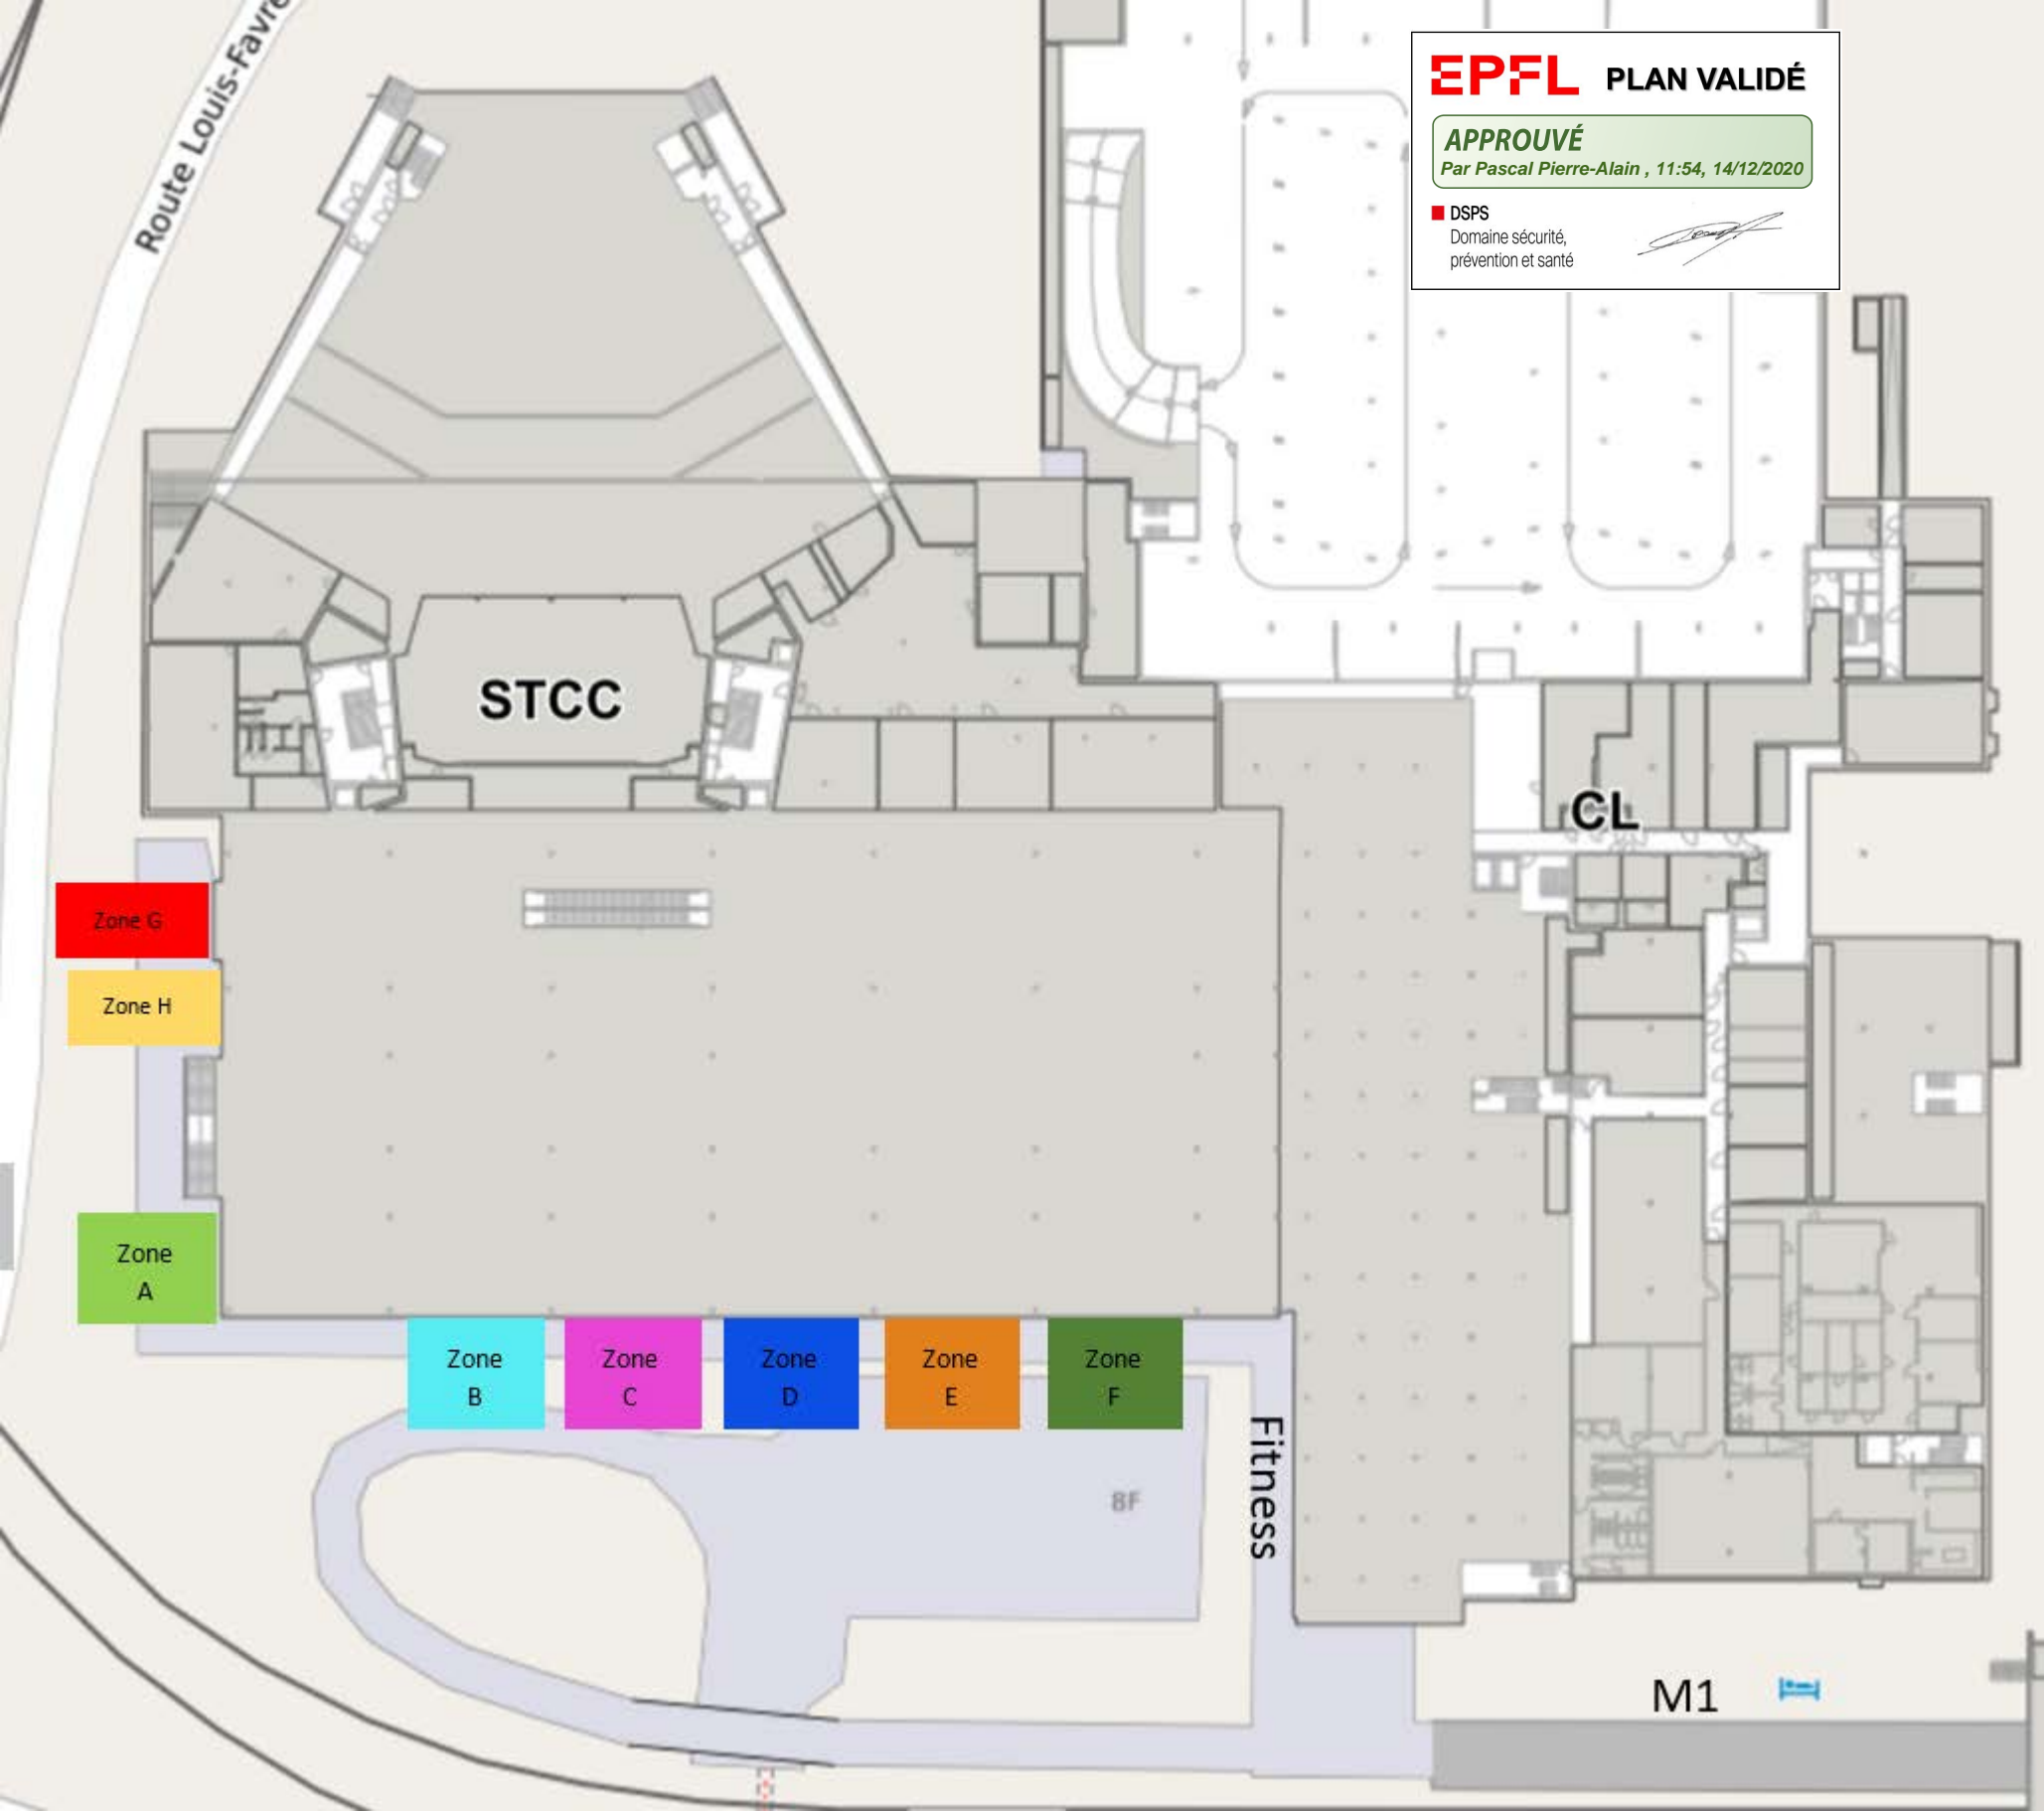 Route Louis-Favre
EPFL PLAN VALIDÉ
APPROUVÉ
Par Pascal Pierre-Alain , 11:54, 14/12/2020
DSPS
Domaine sécurité,
prévention et santé
STCC
CL
Zone G
Zone H
Zone
A
Zone
B
Zone
C
Zone
D
Zone
E
Zone
F
8F
Fitness
M1